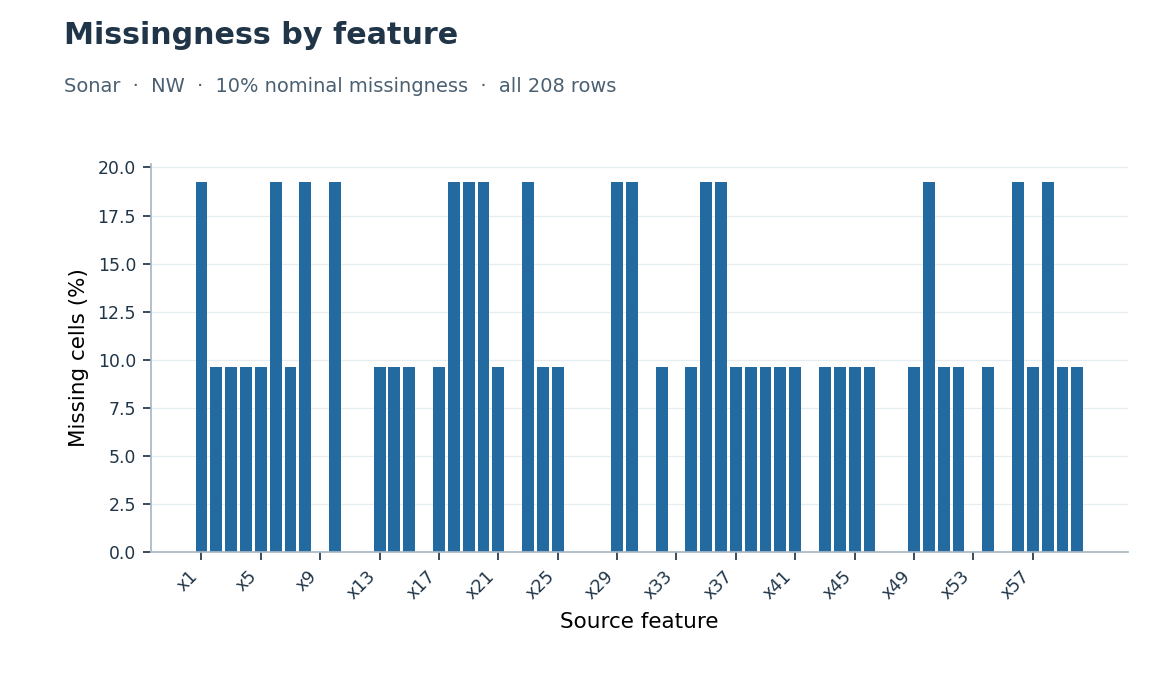 Missingness by feature
Sonar · NW · 10% nominal missingness · all 208 rows
20.0
17.5
15.0
12.5
10.0
7.5
5.0
2.5
0.0
Missing cells (%)
x1 x5 x9 x13 x17 x21 x25 x29 x33 x37 x41 x45 x49 x53 x57
Source feature